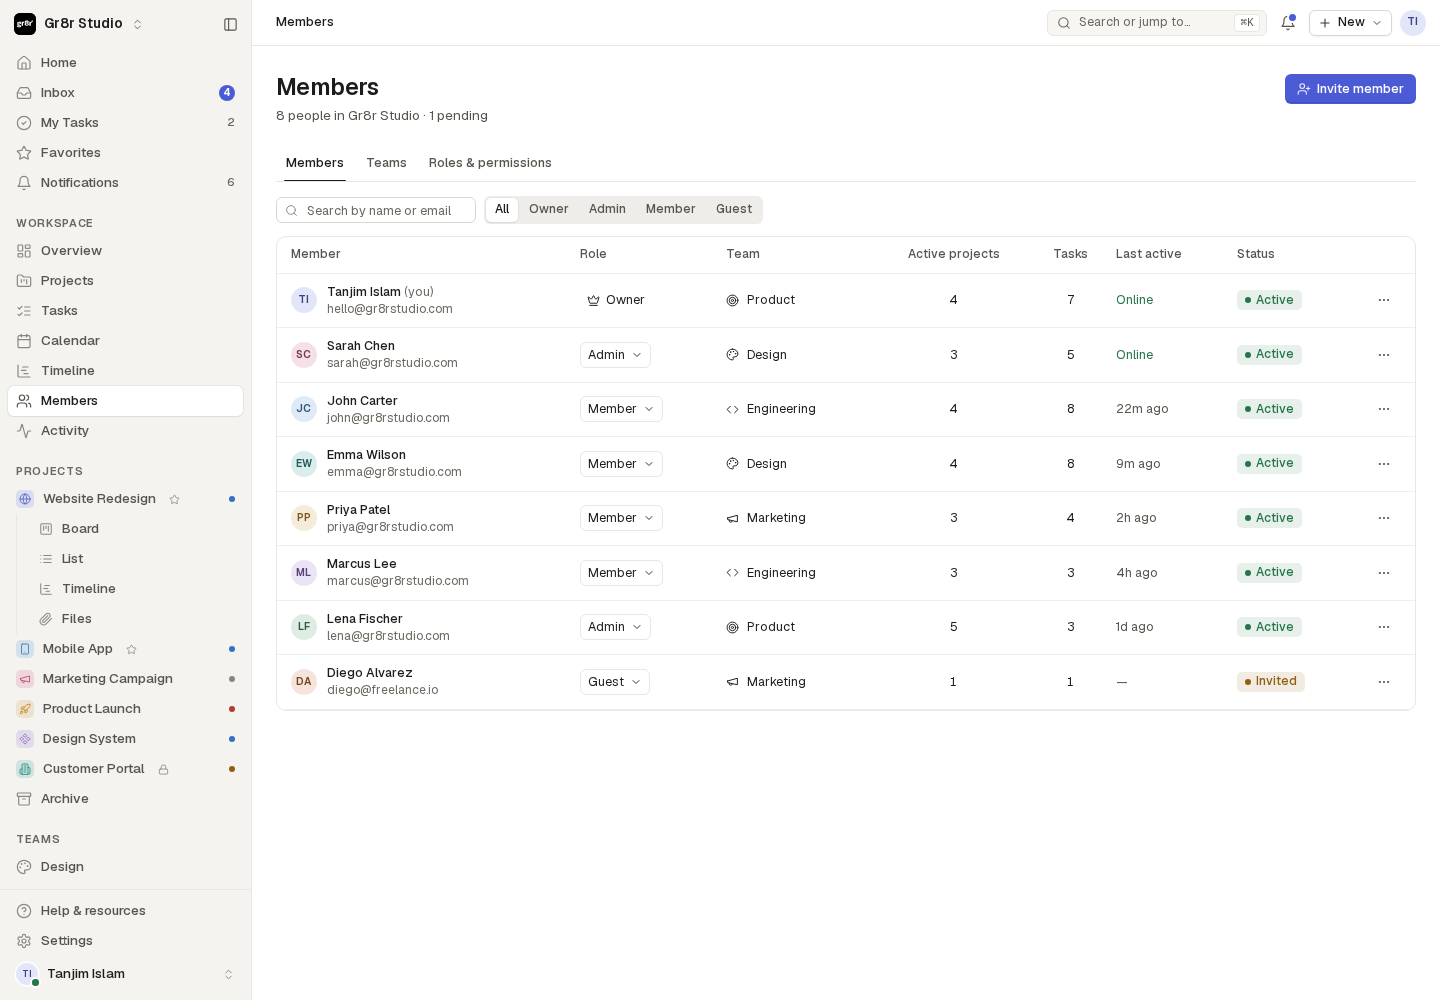 gr8r Gr8r Studio
Home
Inbox 4
My Tasks 2
Favorites
Notifications 6
WORKSPACE
Overview
Projects
Tasks
Calendar
Timeline
Members
Activity
PROJECTS
Website Redesign
Board
List
Timeline
Files
Mobile App
Marketing Campaign
Product Launch
Design System
Customer Portal
Archive
TEAMS
Design
Help & resources
Settings
TI Tanjim Islam
Members
Search or jump to... ⌘K
New
TI
Members
8 people in Gr8r Studio · 1 pending
Invite member
Members Teams Roles & permissions
Search by name or email
All Owner Admin Member Guest
Member Role Team Active projects Tasks Last active Status
TI Tanjim Islam (you)
hello@gr8rstudio.com
Owner Product 4 7 Online Active
SC Sarah Chen
sarah@gr8rstudio.com
Admin Design 3 5 Online Active
JC John Carter
john@gr8rstudio.com
Member Engineering 4 8 22m ago Active
EW Emma Wilson
emma@gr8rstudio.com
Member Design 4 8 9m ago Active
PP Priya Patel
priya@gr8rstudio.com
Member Marketing 3 4 2h ago Active
ML Marcus Lee
marcus@gr8rstudio.com
Member Engineering 3 3 4h ago Active
LF Lena Fischer
lena@gr8rstudio.com
Admin Product 5 3 1d ago Active
DA Diego Alvarez
diego@freelance.io
Guest Marketing 1 1 — Invited